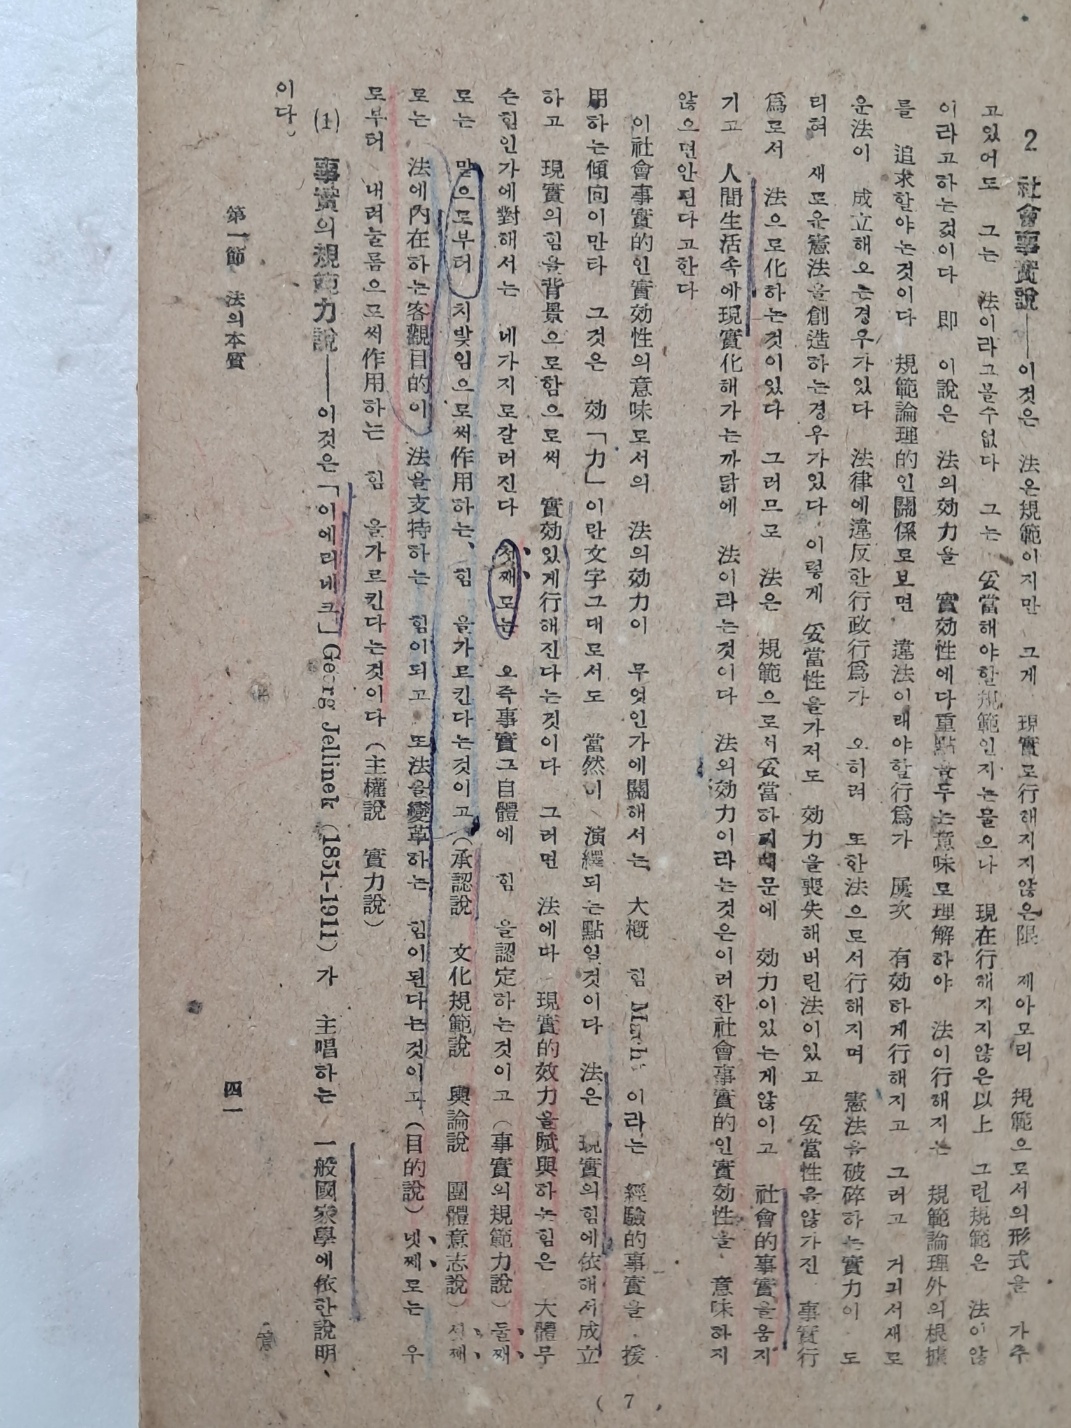 2 社會事實說──이것은 法은規範이지만 그게 現實로行해지지않은限 제아모리 規範으로서의形式을 가추
고있어도 그는 法이라그볼수없다 그는 妥當해야할規範인지는몰으나 現在行해지지않은以上 그런規範은 法이않
이라고하는것이다 即 이說은 法의効力을 實効性에다重點을두는意味로理解하야 法이行해지는 規範論理外의根據
를 追求할야는것이다 規範論理的인關係로보면 違法이래야할行爲가 屢次 有効하게行해지고 그러고 거긔서새로
운法이 成立해오는경우가있다 法律에違反한行政行爲가 오히려 또한法으로서行해지며 憲法을破碎하는實力이 도
리혀 새로운憲法을創造하는경우가있다 이렇게 妥當性을가저도 効力을喪失해버린法이있고 妥當性을않가진 事實行
爲로서 法으로化하는것이있다 그러므로 法은 規範으로서妥當하기때문에 効力이있는게않이고 社會的事實을움지
기고 人間生活속에現實化해가는까닭에 法이라는것이다 法의効力이라는것은이러한社會事實的인實効性을 意味하지
않으면안된다고한다
이社會事實的인實効性의意味로서의 法의効力이 무엇인가에關해서는、大槪 힘 Macht 이라는 經驗的事實을 援
用하는傾向이만타 그것은 効「力」이란文字그대로서도 當然이 演繹되는點일것이다 法은 現實의힘에依해서成立
하고 現實의힘을背景으로함으로써 實効있게行해진다는것이다 그러면 法에다 現實的效力을賦與하는힘은 大體무
슨힘인가에對해서는 네가지로갈러진다 첫째로는 오즉事實그自體에 힘 을認定하는것이고（事實의規範力說）둘째
로는 말으로부터 치밫임으로써作用하는、힘 을가르킨다는것이고（承認說 文化規範說 輿論說 團體意志說）셋째
로는 法에內在하는客觀目的이 法을支持하는 힘이되고 또法을變革하는 힘이된다는것이고（目的說）넷째로는 우
로부터 내려눌름으로써作用하는 힘 을가르킨다는것이다（主權說 實力說）
(1) 事實의規範力說──이것은「이에리네크」Georg Jellinek（1851-1911）가 主唱하는 一般國家學에依한說明、
이다。
第一節 法의本質
四一
( 7